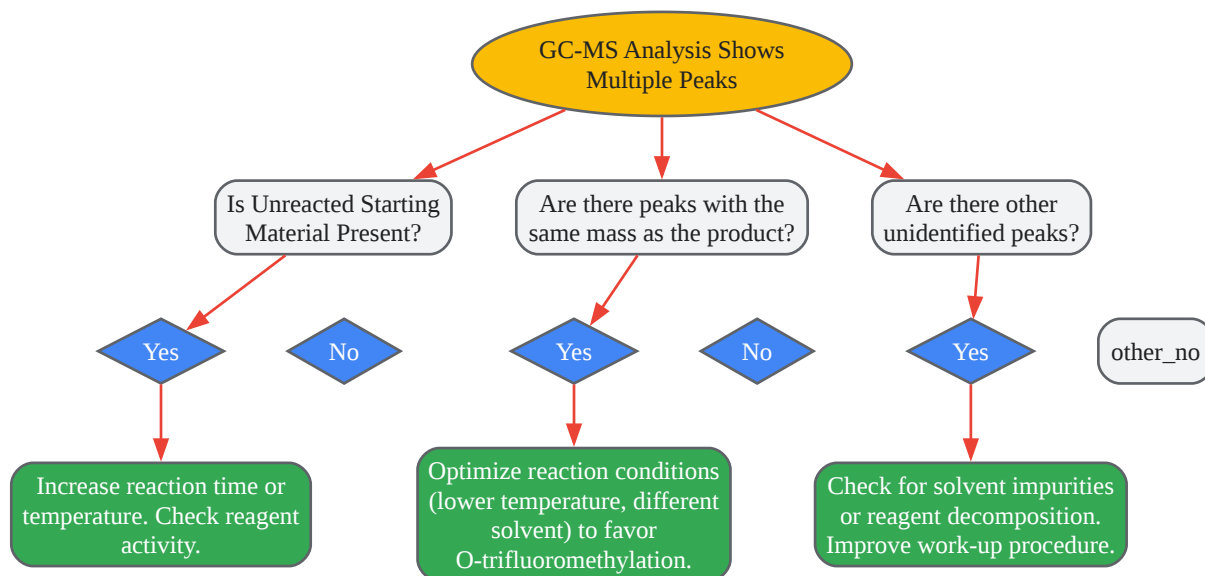 GC-MS Analysis Shows
Multiple Peaks
Is Unreacted Starting
Material Present?
Are there peaks with the
same mass as the product?
Are there other
unidentified peaks?
Yes
No
Yes
No
Yes
other_no
Increase reaction time or
temperature. Check reagent
activity.
Optimize reaction conditions
(lower temperature, different
solvent) to favor
O-trifluoromethylation.
Check for solvent impurities
or reagent decomposition.
Improve work-up procedure.